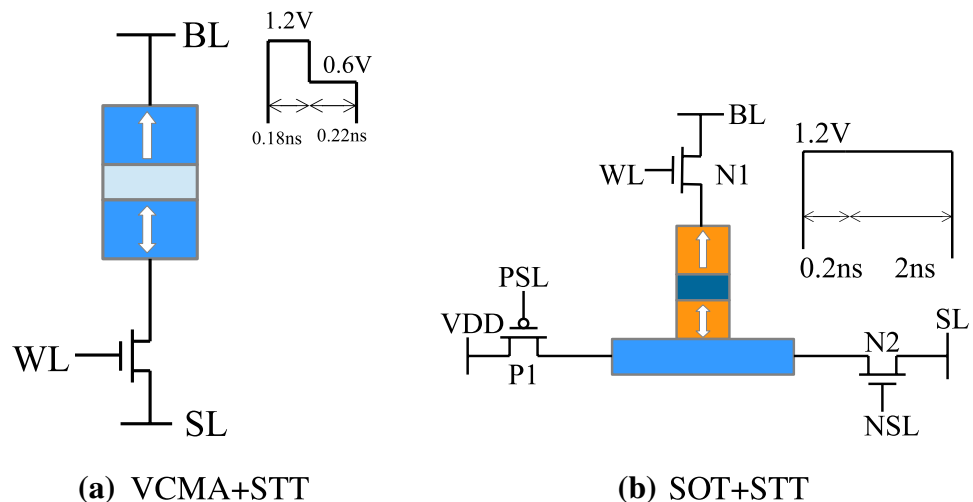 BL
1.2V
0.6V
0.18ns
0.22ns
WL
SL
(a) VCMA+STT
BL
WL
N1
1.2V
0.2ns
2ns
PSL
VDD
P1
N2
SL
NSL
(b) SOT+STT